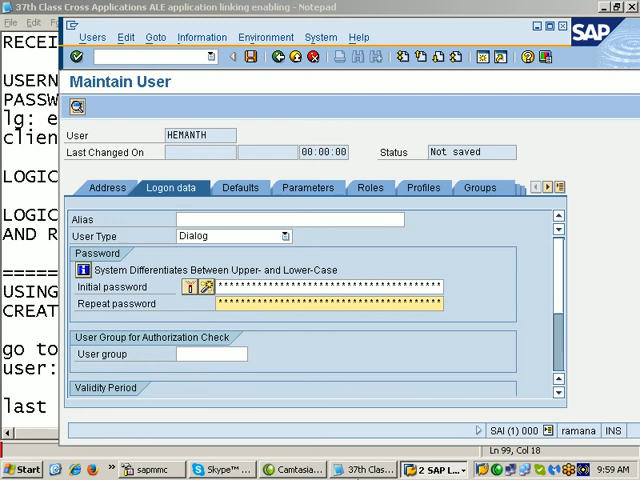 37th Class Cross Applications ALE application linking enabling - Notepad
File Edit
RECEI
USERN
PASSW
lg: e
clien
LOGIC
LOGIC
AND R
USING
CREAT
go to
user:
last
Users Edit Goto Information Environment System Help
SAP
Maintain User
User HEMANTH
Last Changed On 00:00:00 Status Not saved
Address Logon data Defaults Parameters Roles Profiles Groups
Alias
User Type Dialog
Password
System Differentiates Between Upper- and Lower-Case
Initial password ****************************************
Repeat password ****************************************
User Group for Authorization Check
User group
Validity Period
SAI (1) 000 ramana INS
Ln 99, Col 18
Start sapmmc Skype™ ... Camtasia... 37th Clas... 2 SAP L... 9:59 AM